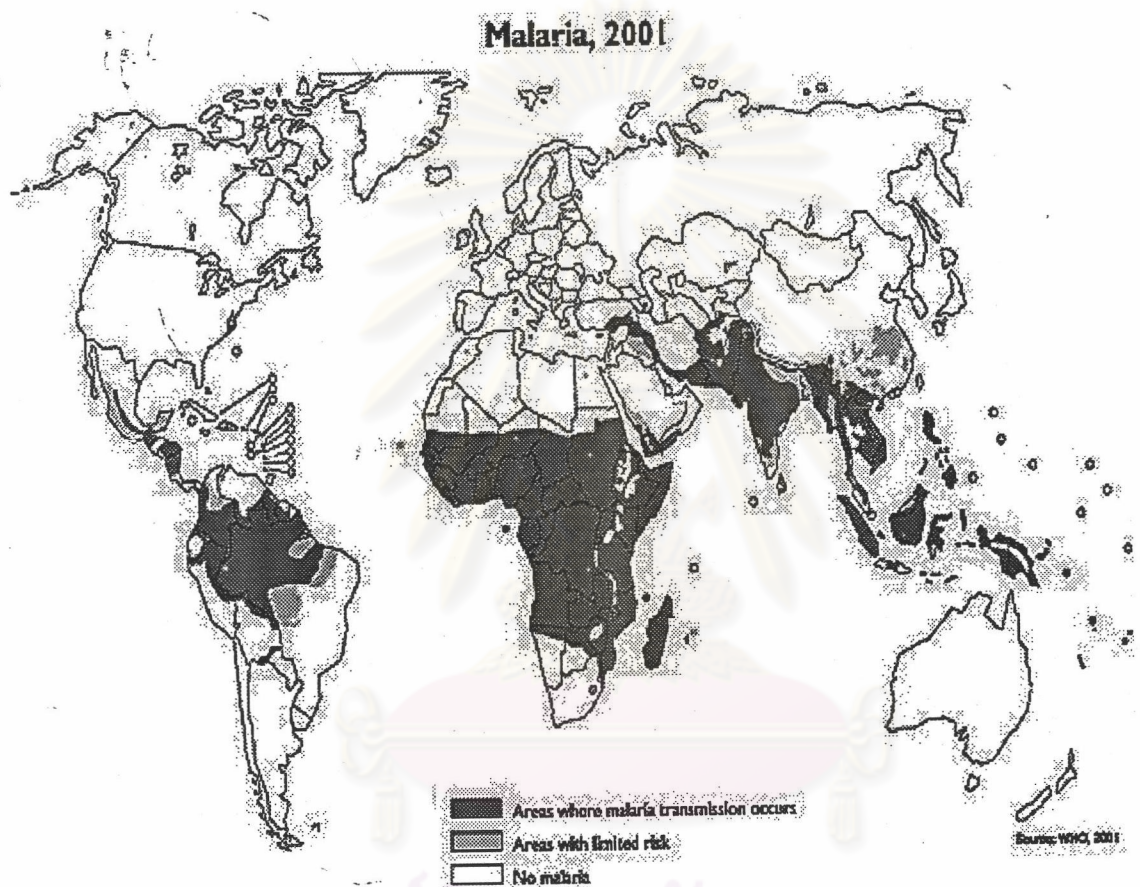 Malaria, 2001
Areas where malaria transmission occurs
Areas with limited risk
No malaria
Source: WHO, 2001